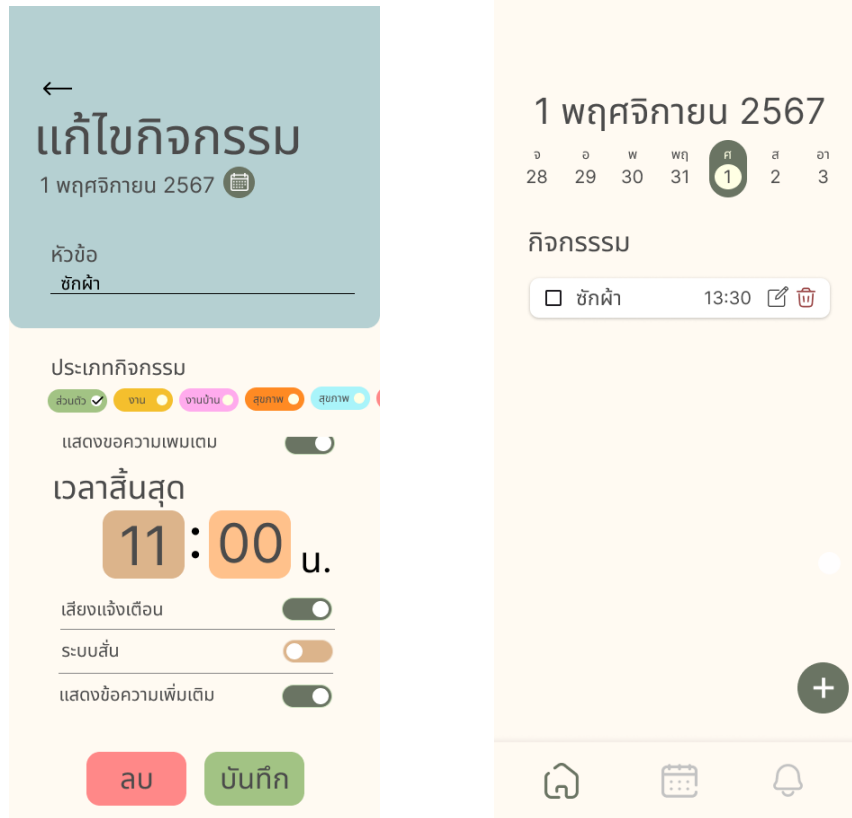 แก้ไขกิจกรรม
1 พฤศจิกายน 2567
หัวข้อ
ซักผ้า
ประเภทกิจกรรม
ส่วนตัว งาน งานบ้าน สุขภาพ สุขภาพ
แสดงข้อความเพิ่มเติม
เวลาสิ้นสุด
11 : 00 น.
เสียงแจ้งเตือน
ระบบสั่น
แสดงข้อความเพิ่มเติม
ลบ บันทึก
1 พฤศจิกายน 2567
จ อ พ พฤ ศ ส อา
28 29 30 31 1 2 3
กิจกรรรม
ซักผ้า 13:30